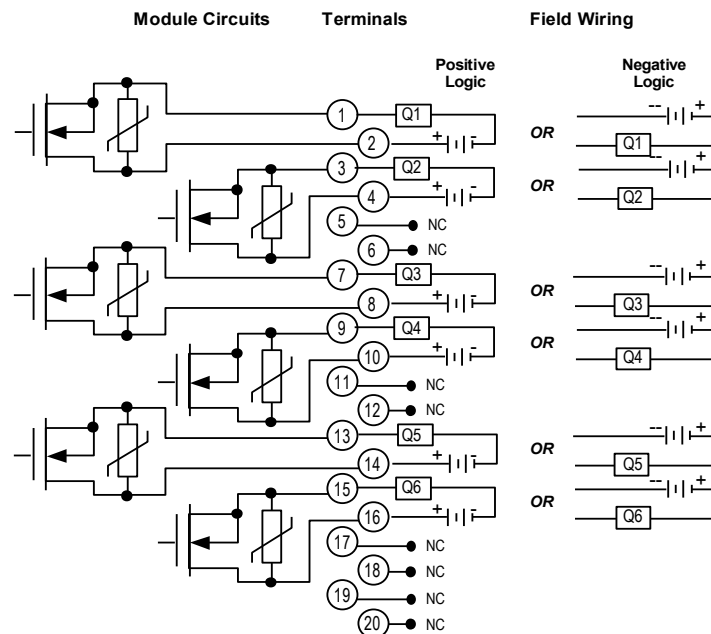 Module Circuits Terminals Field Wiring
Positive Logic
Negative Logic
1 Q1 -- +
2 + - OR Q1
3 Q2 -- +
4 + - OR Q2
5 NC
6 NC
7 Q3 -- +
8 + - OR Q3
9 Q4 -- +
10 + - OR Q4
11 NC
12 NC
13 Q5 -- +
14 + - OR Q5
15 Q6 -- +
16 + - OR Q6
17 NC
18 NC
19 NC
20 NC